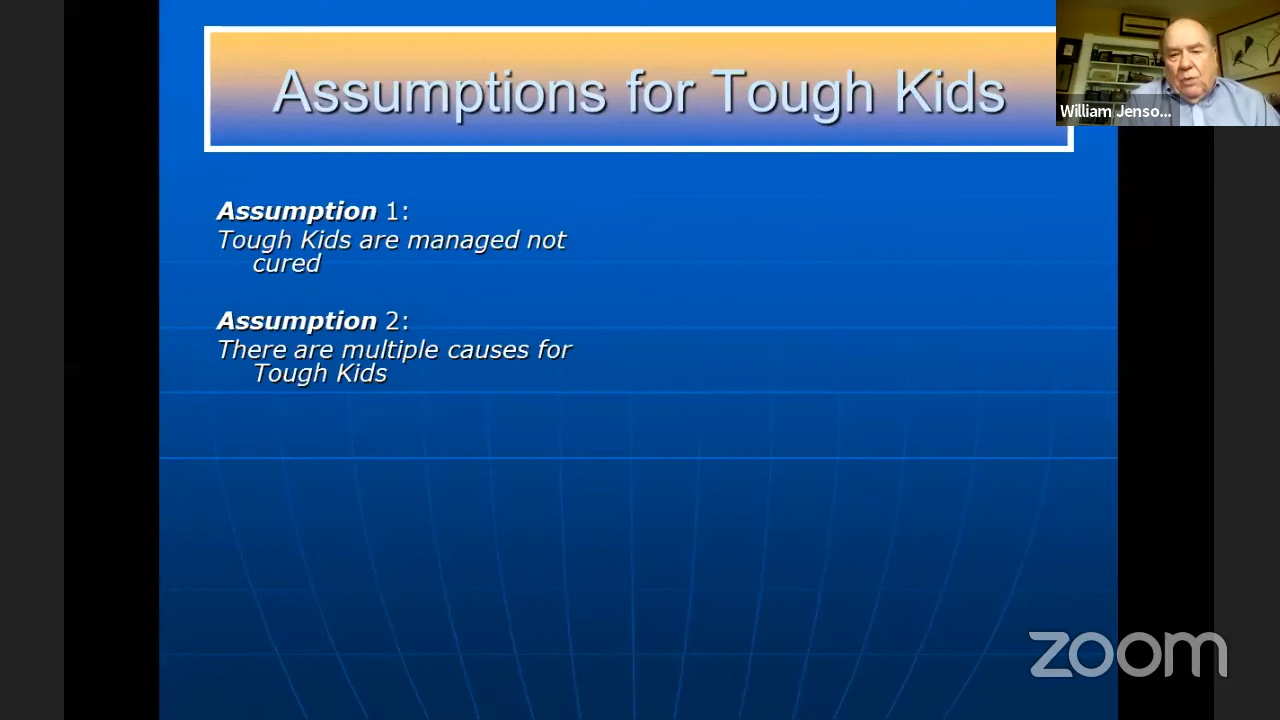 Assumptions for Tough Kids
William Jenso...
Assumption 1:
Tough Kids are managed not
cured
Assumption 2:
There are multiple causes for
Tough Kids
zoom